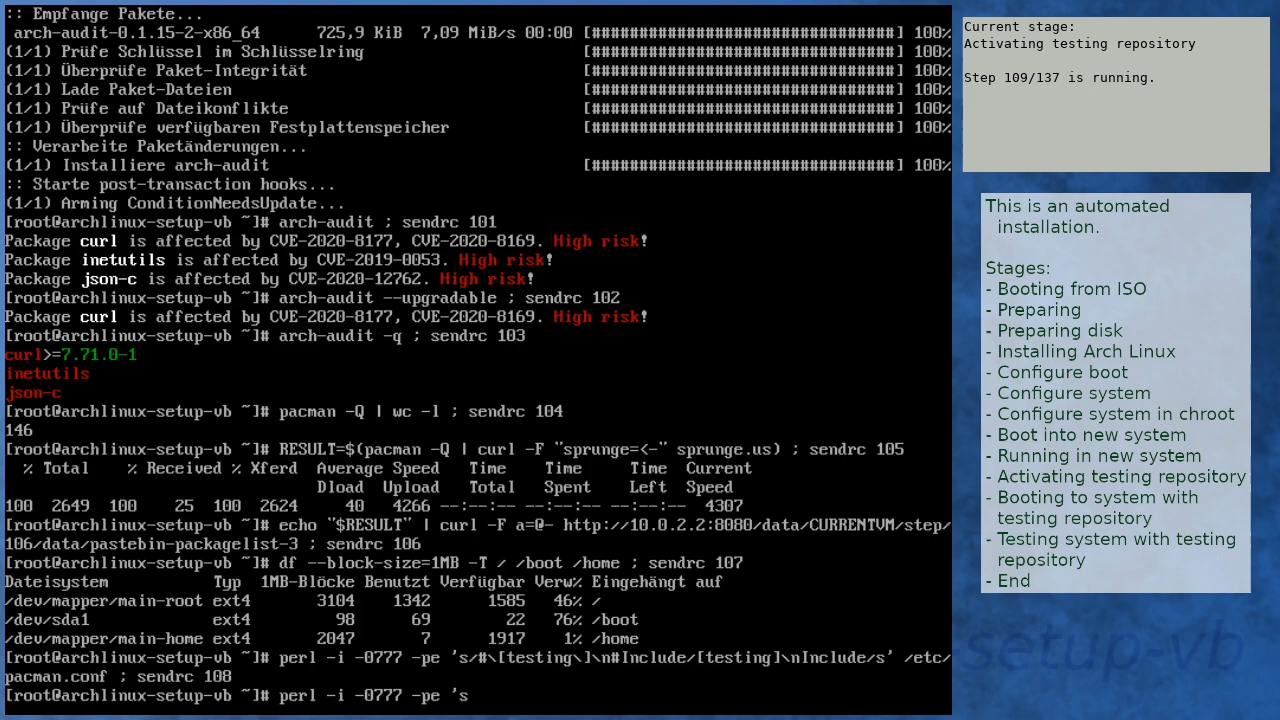 :: Empfange Pakete...
 arch-audit-0.1.15-2-x86_64      725,9 KiB  7,09 MiB/s 00:00 [################################] 100%
(1/1) Prüfe Schlüssel im Schlüsselring                       [################################] 100%
(1/1) Überprüfe Paket-Integrität                             [################################] 100%
(1/1) Lade Paket-Dateien                                     [################################] 100%
(1/1) Prüfe auf Dateikonflikte                               [################################] 100%
(1/1) Überprüfe verfügbaren Festplattenspeicher              [################################] 100%
:: Verarbeite Paketänderungen...
(1/1) Installiere arch-audit                                 [################################] 100%
:: Starte post-transaction hooks...
(1/1) Arming ConditionNeedsUpdate...
[root@archlinux-setup-vb ~]# arch-audit ; sendrc 101
Package curl is affected by CVE-2020-8177, CVE-2020-8169. High risk!
Package inetutils is affected by CVE-2019-0053. High risk!
Package json-c is affected by CVE-2020-12762. High risk!
[root@archlinux-setup-vb ~]# arch-audit --upgradable ; sendrc 102
Package curl is affected by CVE-2020-8177, CVE-2020-8169. High risk!
[root@archlinux-setup-vb ~]# arch-audit -q ; sendrc 103
curl>=7.71.0-1
inetutils
json-c
[root@archlinux-setup-vb ~]# pacman -Q | wc -l ; sendrc 104
146
[root@archlinux-setup-vb ~]# RESULT=$(pacman -Q | curl -F "sprunge=<-" sprunge.us) ; sendrc 105
  % Total    % Received % Xferd  Average Speed   Time    Time     Time  Current
                                 Dload  Upload   Total   Spent    Left  Speed
100  2649  100    25  100  2624     40   4266 --:--:-- --:--:-- --:--:--  4307
[root@archlinux-setup-vb ~]# echo "$RESULT" | curl -F a=@- http://10.0.2.2:8080/data/CURRENTVM/step/
106/data/pastebin-packagelist-3 ; sendrc 106
[root@archlinux-setup-vb ~]# df --block-size=1MB -T / /boot /home ; sendrc 107
Dateisystem           Typ  1MB-Blöcke Benutzt Verfügbar Verw% Eingehängt auf
/dev/mapper/main-root ext4       3104    1342      1585   46% /
/dev/sda1             ext4         98      69        22   76% /boot
/dev/mapper/main-home ext4       2047       7      1917    1% /home
[root@archlinux-setup-vb ~]# perl -i -0777 -pe 's/#\[testing\]\n#Include/[testing]\nInclude/s' /etc/
pacman.conf ; sendrc 108
[root@archlinux-setup-vb ~]# perl -i -0777 -pe 's
Current stage:
Activating testing repository
Step 109/137 is running.
This is an automated
installation.
Stages:
- Booting from ISO
- Preparing
- Preparing disk
- Installing Arch Linux
- Configure boot
- Configure system
- Configure system in chroot
- Boot into new system
- Running in new system
- Activating testing repository
- Booting to system with
testing repository
- Testing system with testing
repository
- End
setup-vb